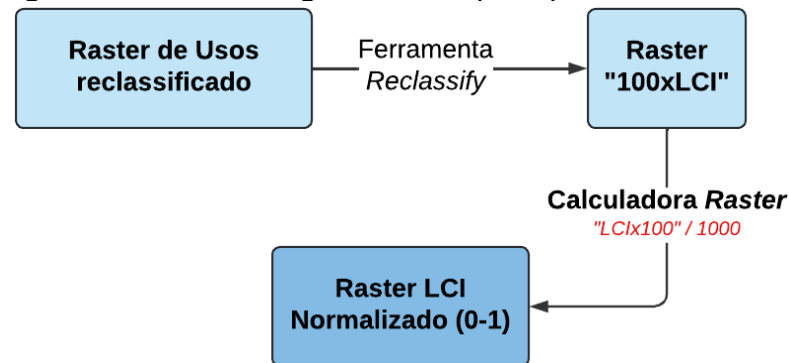 Raster de Usos
reclassificado
Ferramenta
Reclassify
Raster
"100xLCI"
Calculadora Raster
"LCIx100" / 1000
Raster LCI
Normalizado (0-1)